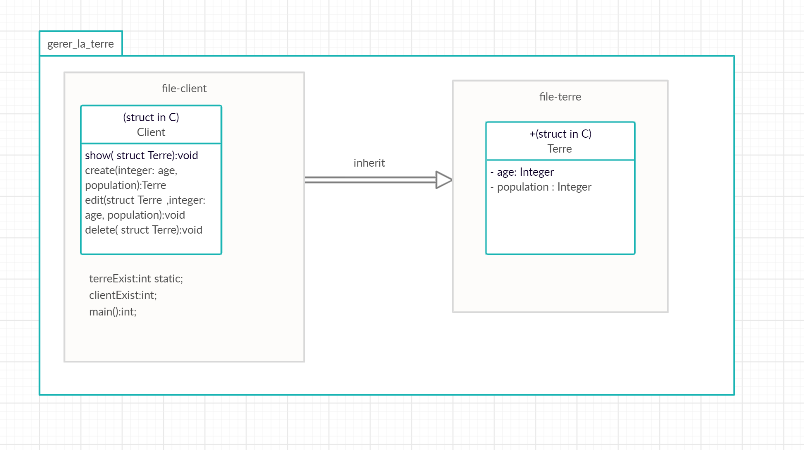 gerer_la_terre
file-client
(struct in C)
Client
show( struct Terre):void
create(integer: age,
population):Terre
edit(struct Terre ,integer:
age, population):void
delete( struct Terre):void
terreExist:int static;
clientExist:int;
main():int;
inherit
file-terre
+(struct in C)
Terre
- age: Integer
- population : Integer